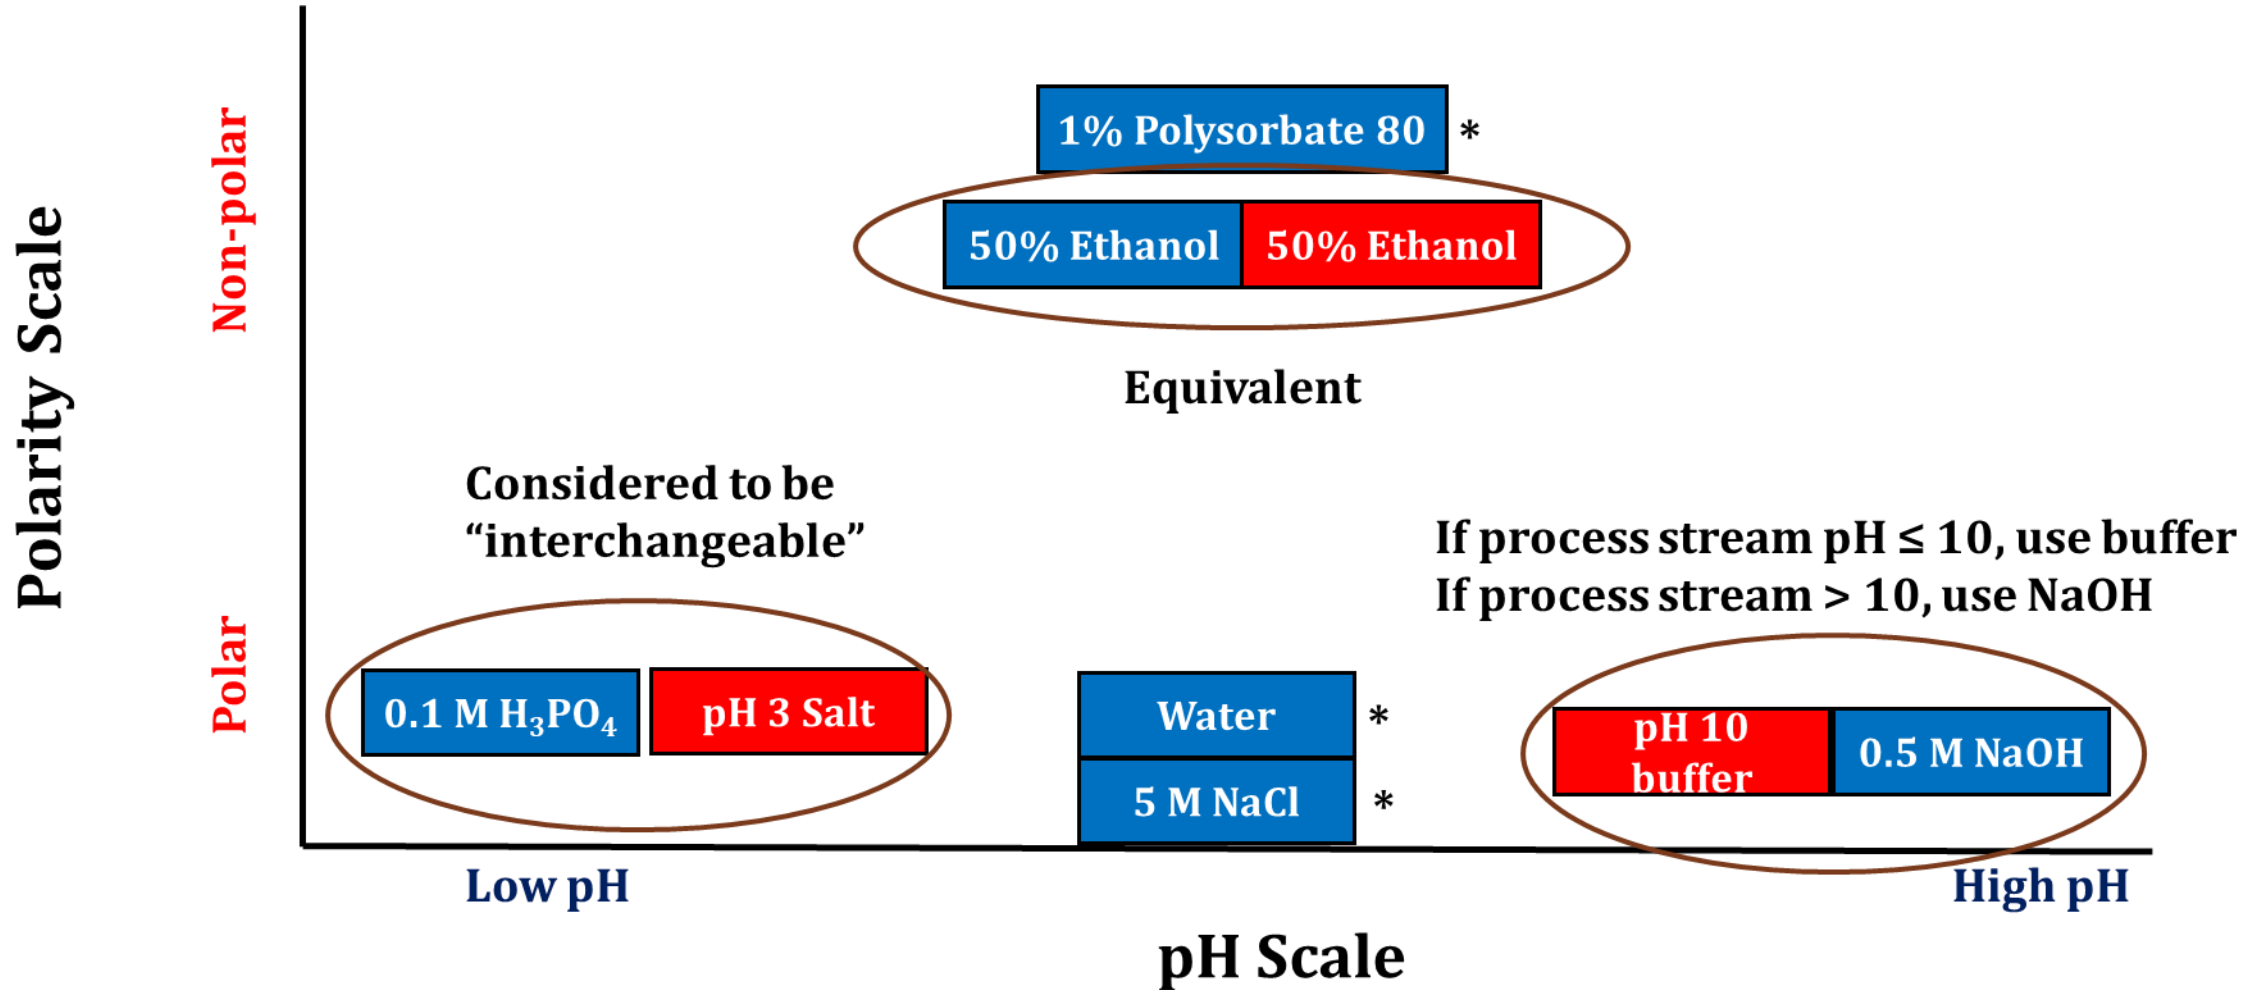 Polarity Scale
Non-polar
Polar
1% Polysorbate 80 *
50% Ethanol
50% Ethanol
Equivalent
Considered to be
“interchangeable”
If process stream pH ≤ 10, use buffer
If process stream > 10, use NaOH
0.1 M H₃PO₄
pH 3 Salt
Water *
5 M NaCl *
pH 10
buffer
0.5 M NaOH
Low pH
High pH
pH Scale